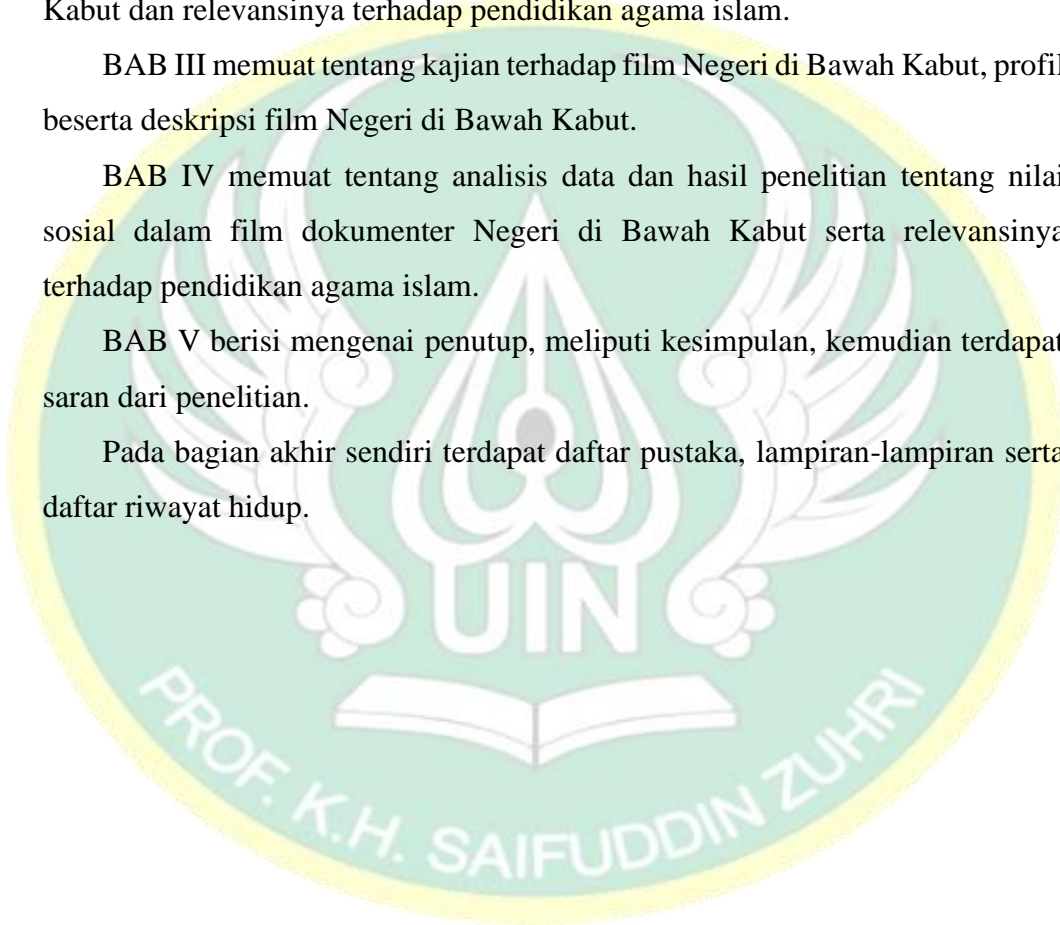 Kabut dan relevansinya terhadap pendidikan agama islam.
BAB III memuat tentang kajian terhadap film Negeri di Bawah Kabut, profil
beserta deskripsi film Negeri di Bawah Kabut.
BAB IV memuat tentang analisis data dan hasil penelitian tentang nilai
sosial dalam film dokumenter Negeri di Bawah Kabut serta relevansinya
terhadap pendidikan agama islam.
BAB V berisi mengenai penutup, meliputi kesimpulan, kemudian terdapat
saran dari penelitian.
Pada bagian akhir sendiri terdapat daftar pustaka, lampiran-lampiran serta
daftar riwayat hidup.
UIN
PROF. K.H. SAIFUDDIN ZUHRI